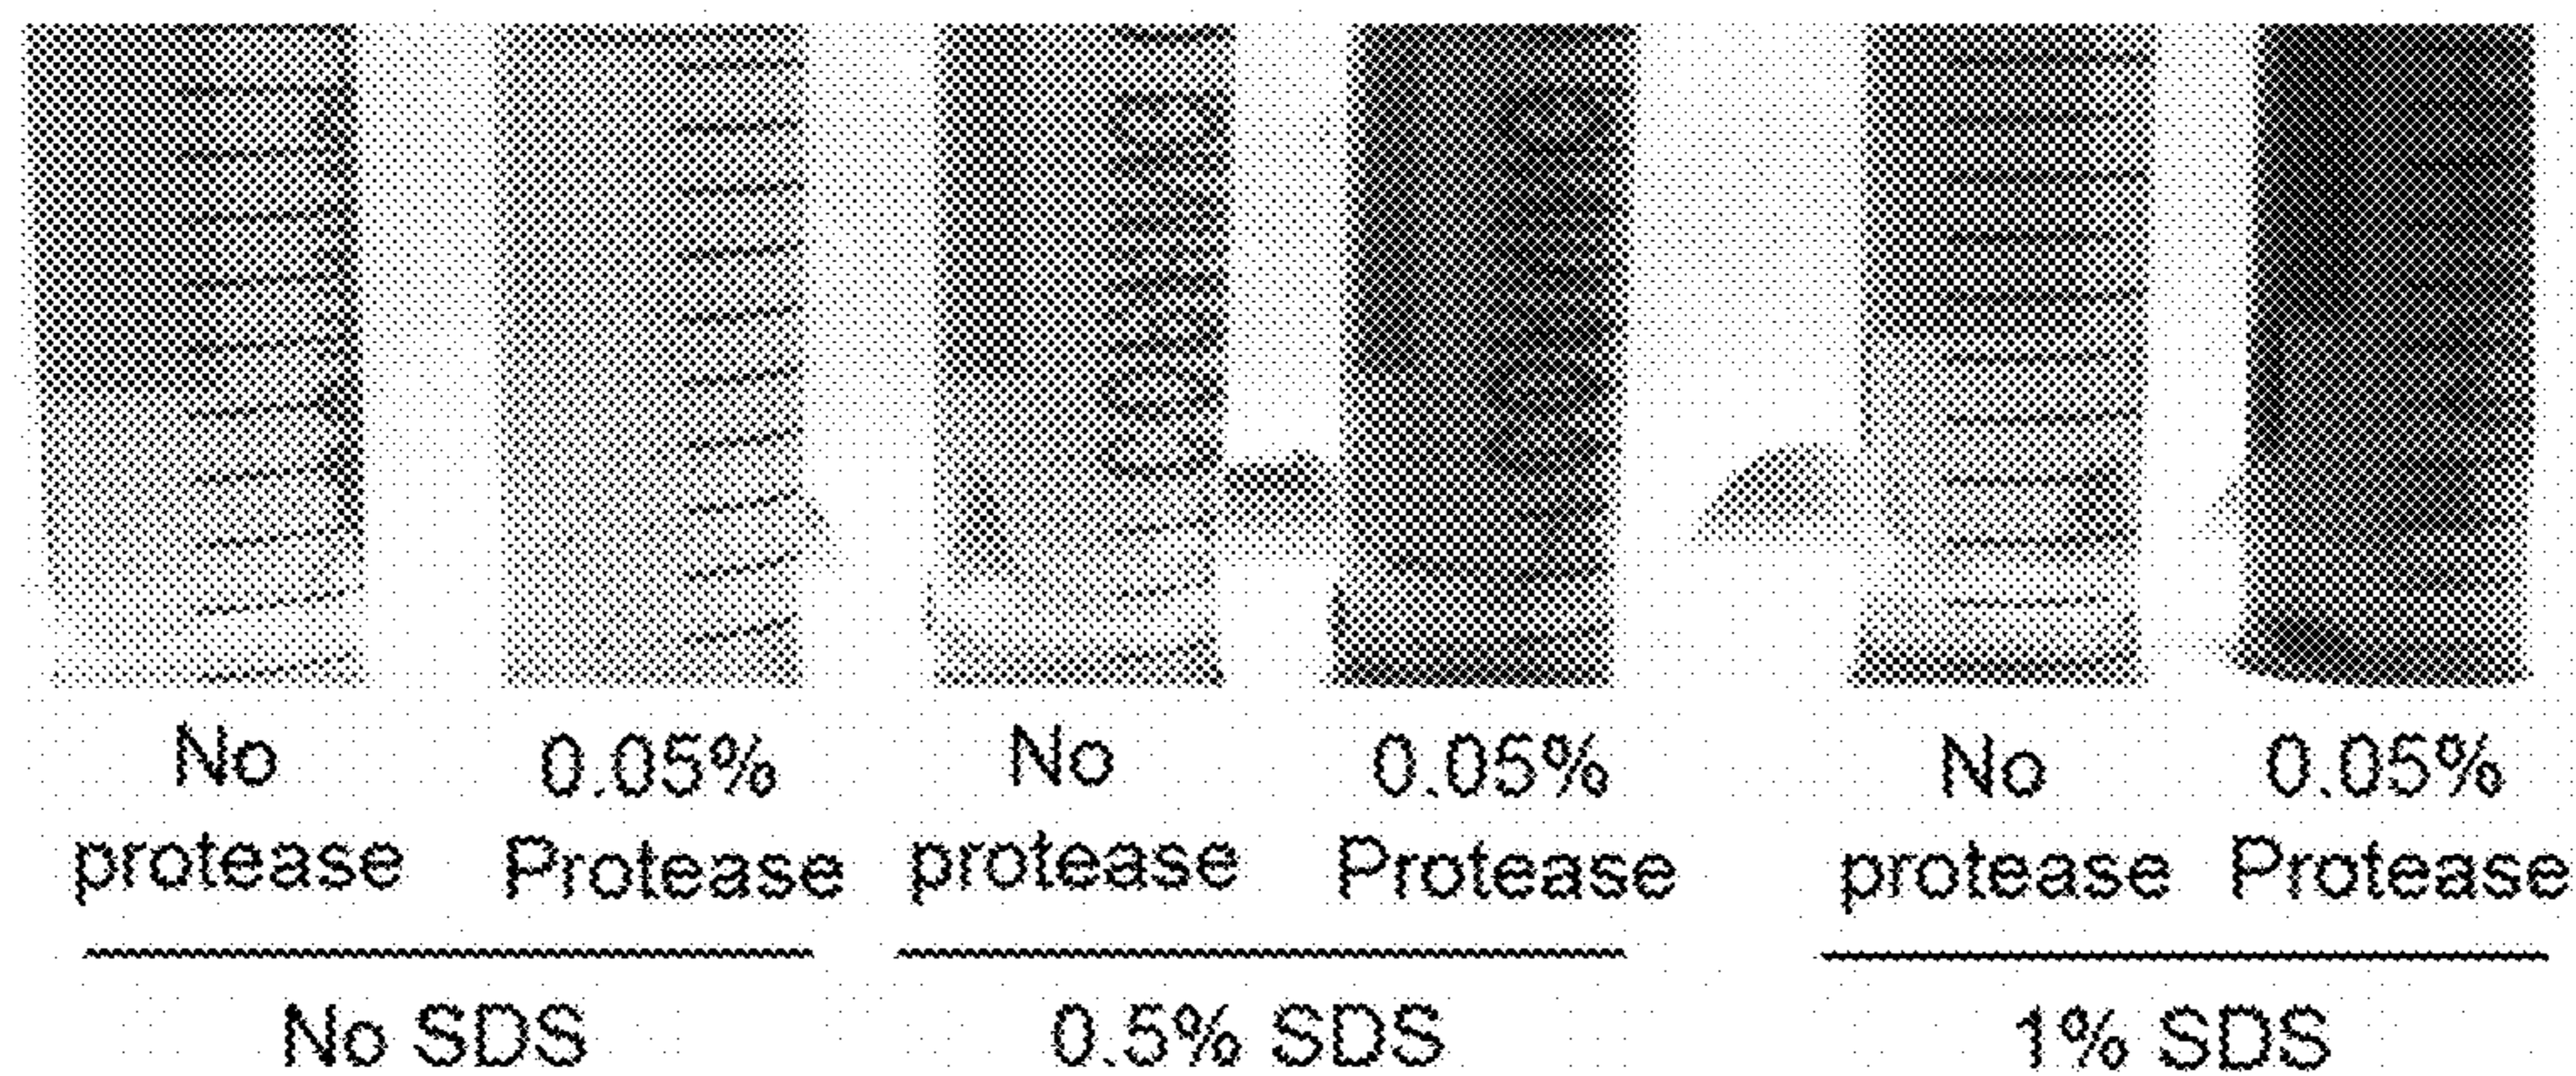 No 0.05% No 0.05% No 0.05%
protease Protease protease Protease protease Protease
No SDS 0.5% SDS 1% SDS